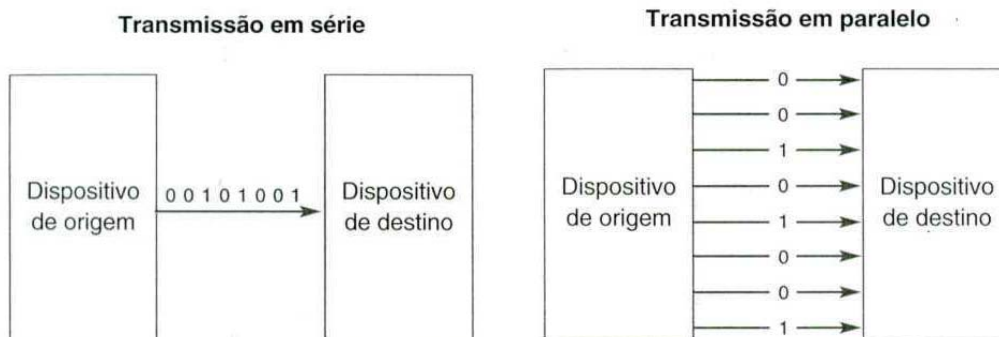 Transmissão em série
Dispositivo
de origem
0 0 1 0 1 0 0 1
Dispositivo
de destino
Transmissão em paralelo
Dispositivo
de origem
0
0
1
0
1
0
0
1
Dispositivo
de destino